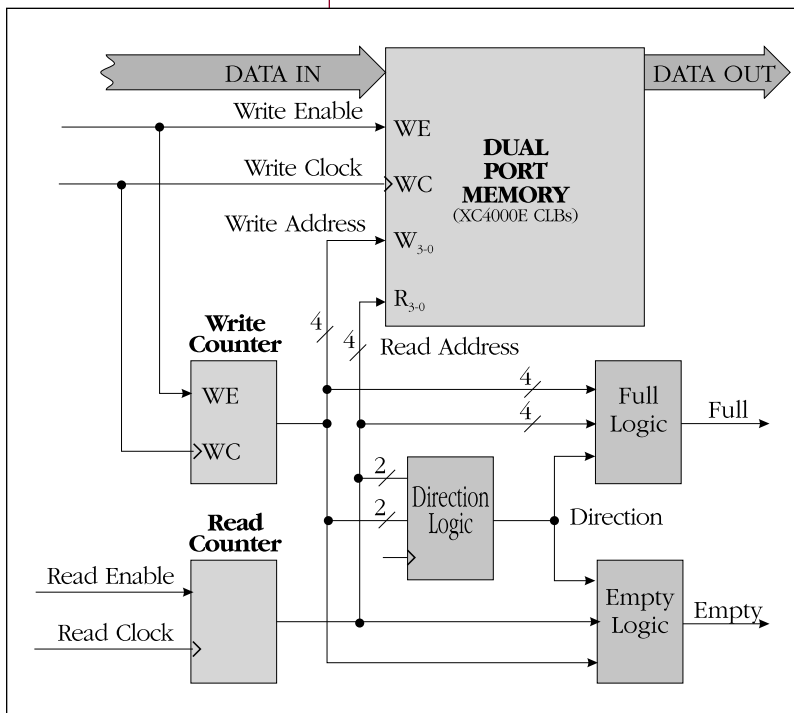 DATA IN
DATA OUT
Write Enable
WE
DUAL
PORT
MEMORY
(XC4000E CLBs)
Write Clock
WC
Write Address
W3-0
R3-0
Write
Counter
4
4
Read Address
WE
4
Full
Logic
Full
4
WC
2
Direction
Logic
2
Direction
Read
Counter
Read Enable
Empty
Logic
Empty
Read Clock